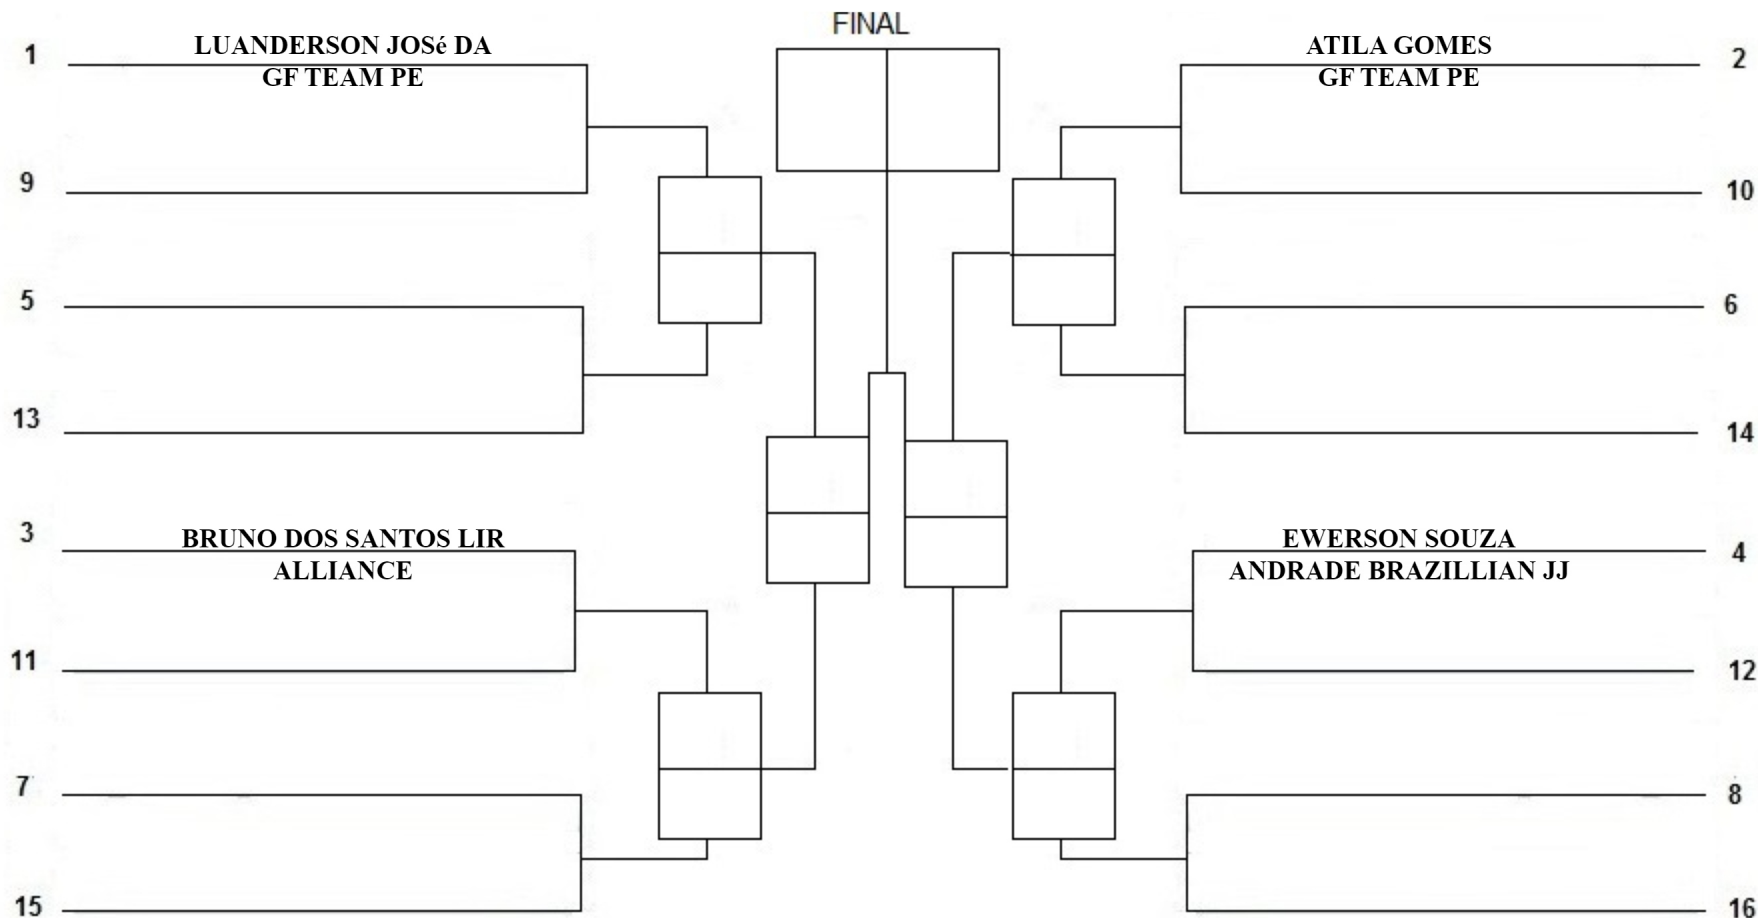 FINAL
1
LUANDERSON JOSé DA
GF TEAM PE
ATILA GOMES
GF TEAM PE
2
9
10
5
6
13
14
3
BRUNO DOS SANTOS LIR
ALLIANCE
EWERSON SOUZA
ANDRADE BRAZILLIAN JJ
4
11
12
7
8
15
16